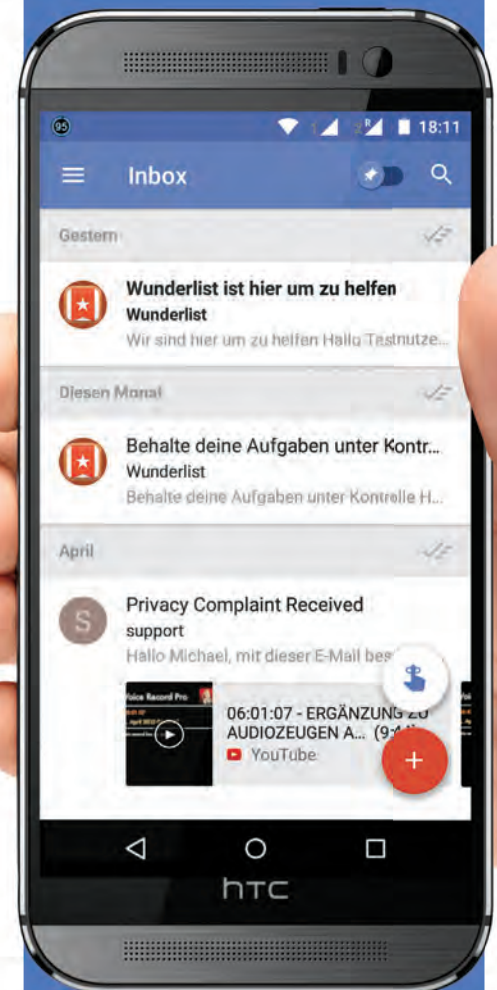 95
18:11
Inbox
Gestern
Wunderlist ist hier um zu helfen
Wunderlist
Wir sind hier um zu helfen Hallo Testnutze...
Diesen Monat
Behalte deine Aufgaben unter Kontr...
Wunderlist
Behalte deine Aufgaben unter Kontrolle H...
April
S
Privacy Complaint Received
support
Hallo Michael, mit dieser E-Mail bes
Voice Record Pro
06:01:07 - ERGÄNZUNG ZU
AUDIOZEUGEN A...
YouTube
hTC